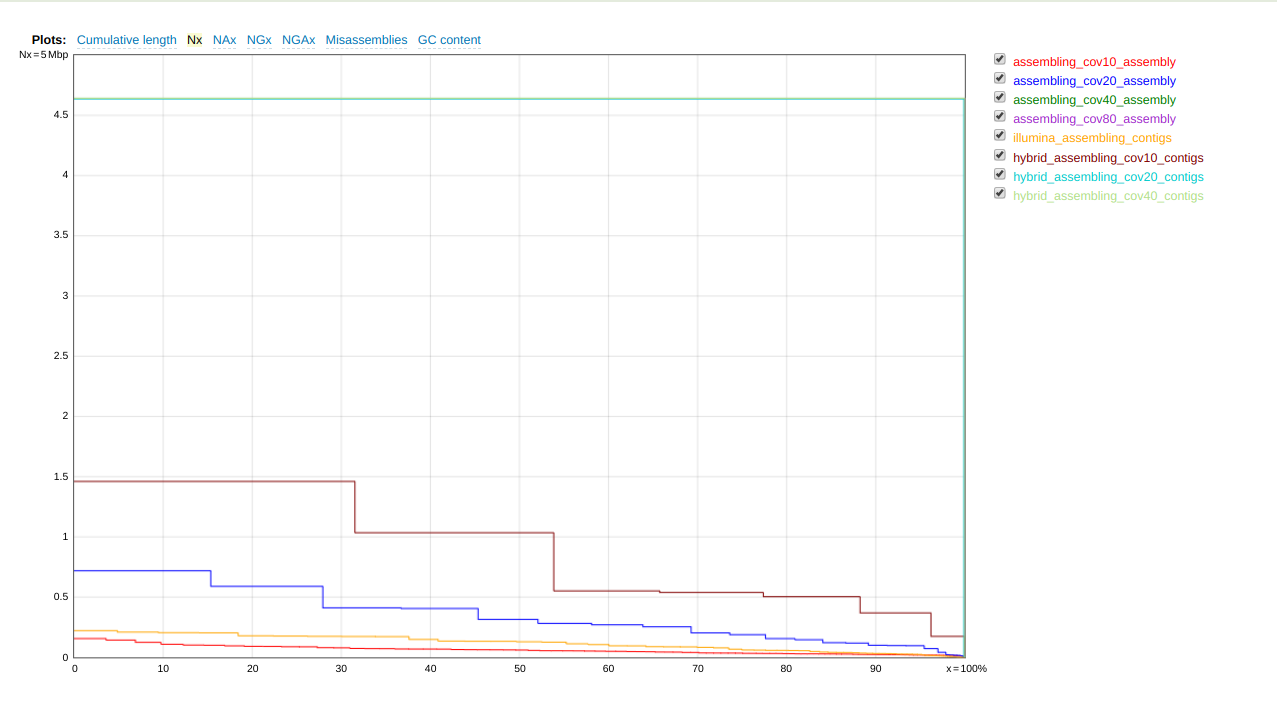 Plots: Cumulative length Nx NAx NGx NGAx Misassemblies GC content
Nx = 5 Mbp
4.5
4
3.5
3
2.5
2
1.5
1
0.5
0
0 10 20 30 40 50 60 70 80 90 x = 100%
assembling_cov10_assembly
assembling_cov20_assembly
assembling_cov40_assembly
assembling_cov80_assembly
illumina_assembling_contigs
hybrid_assembling_cov10_contigs
hybrid_assembling_cov20_contigs
hybrid_assembling_cov40_contigs